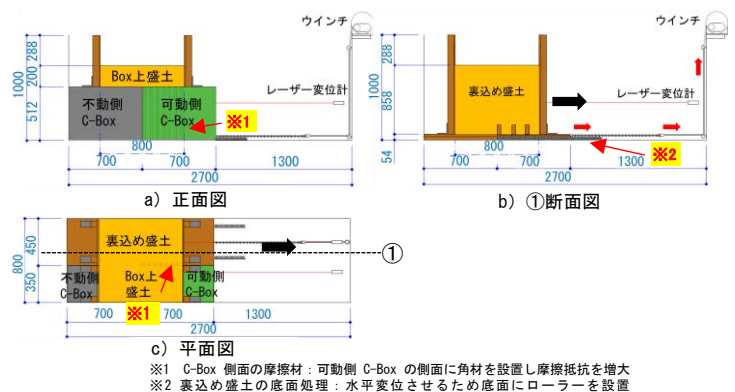 ウインチ
288
200
1000
512
Box上盛土
不動側
C-Box
可動側
C-Box
※1
レーザー変位計
800
700
700
1300
2700
a) 正面図
ウインチ
288
1000
858
54
裏込め盛土
レーザー変位計
※2
800
700
700
1300
2700
b) ①断面図
450
800
350
裏込め盛土
①
不動側
C-Box
Box上
盛土
可動側
C-Box
※1
700
700
1300
2700
c) 平面図
※1 C-Box 側面の摩擦材：可動側 C-Box の側面に角材を設置し摩擦抵抗を増大
※2 裏込め盛土の底面処理：水平変位させるため底面にローラーを設置